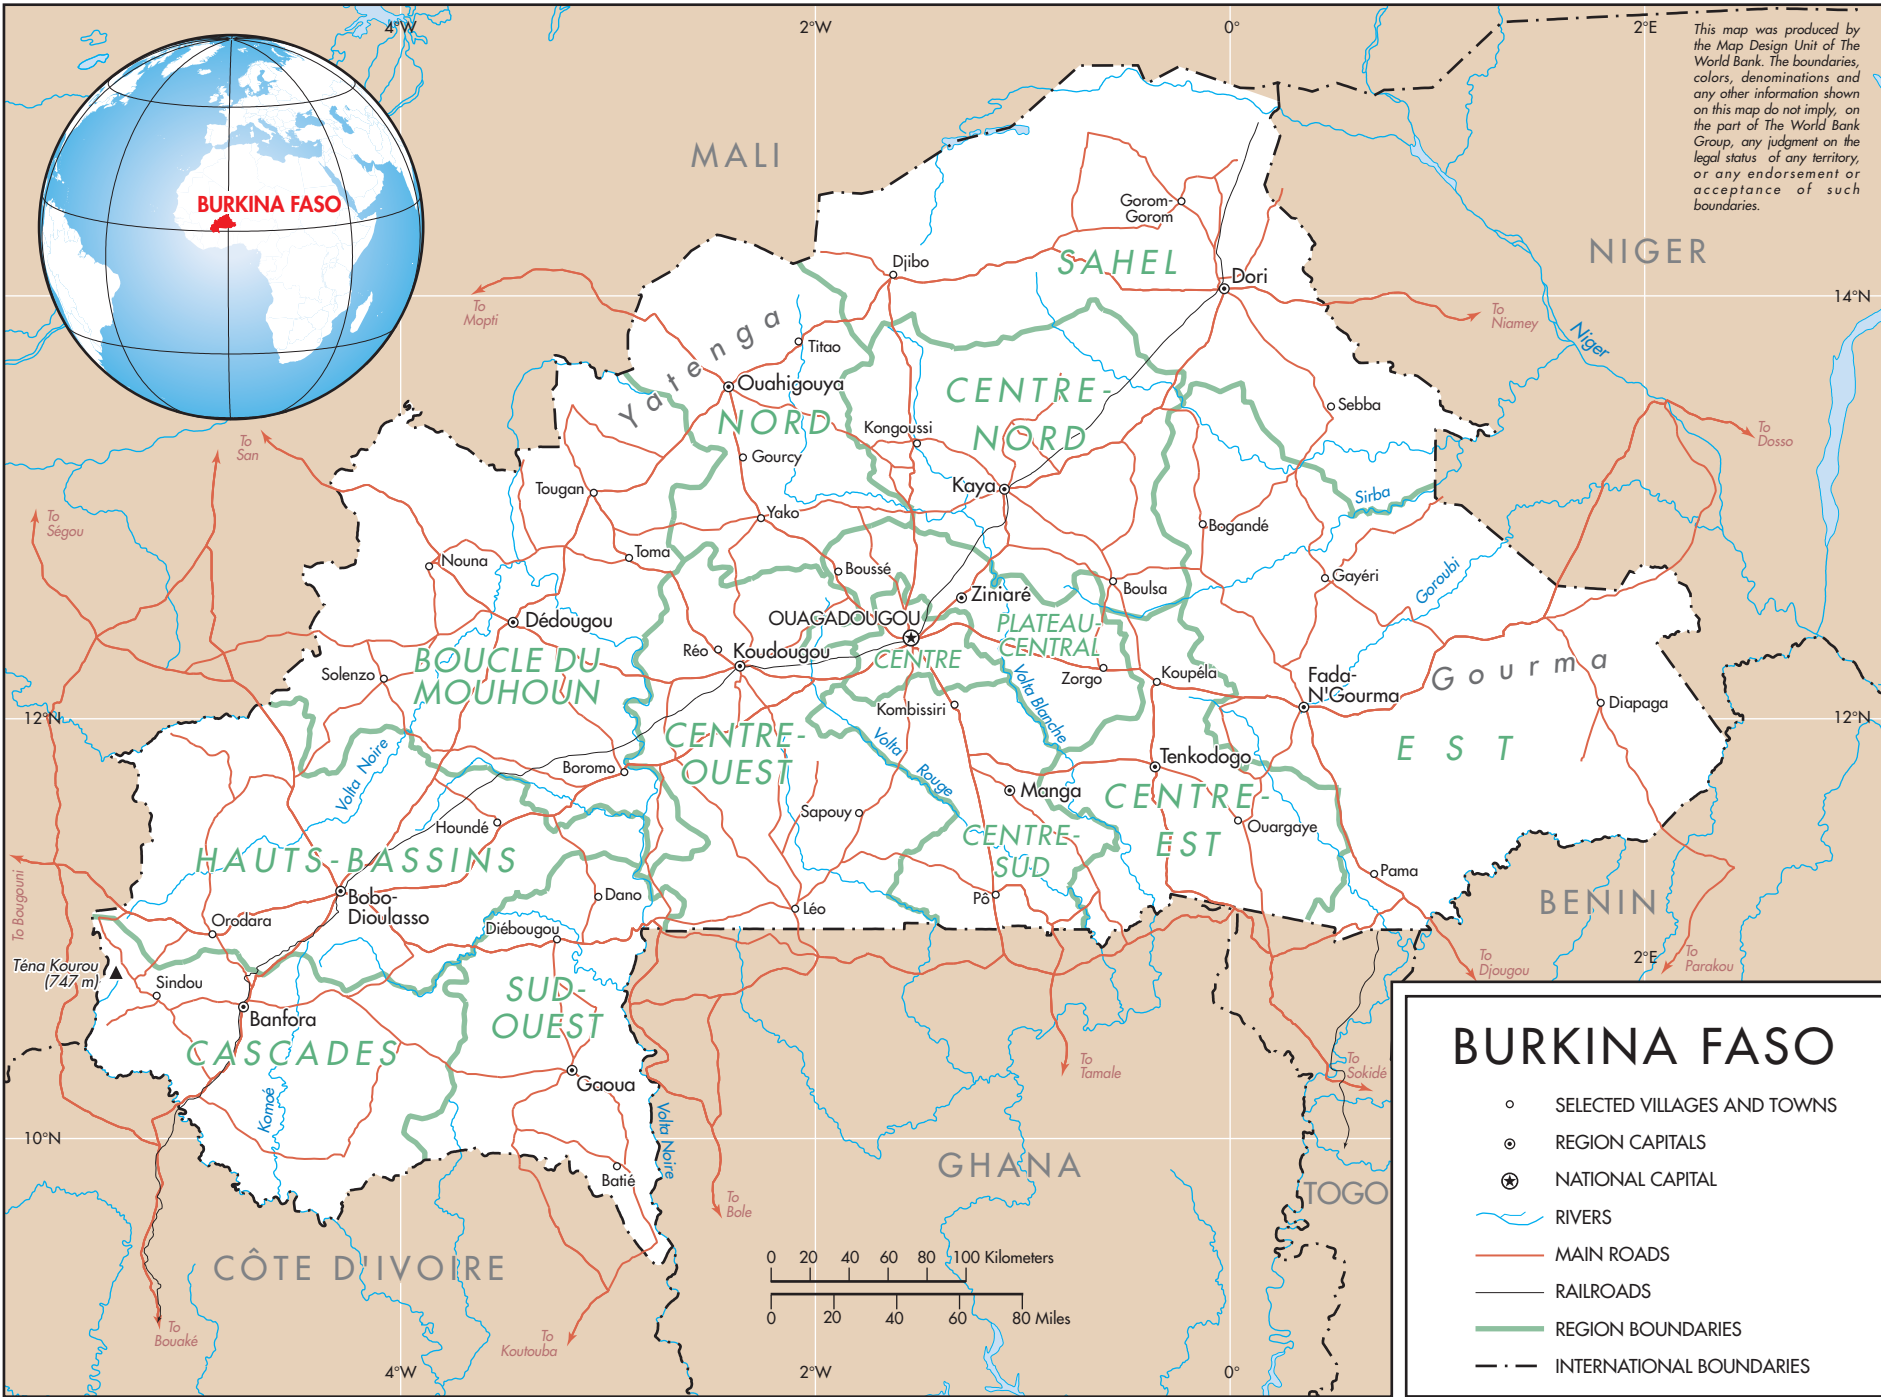 4°W
2°W
0°
2°E
This map was produced by
the Map Design Unit of The
World Bank. The boundaries,
colors, denominations and
any other information shown
on this map do not imply, on
the part of The World Bank
Group, any judgment on the
legal status of any territory,
or any endorsement or
acceptance of such
boundaries.
BURKINA FASO
MALI
NIGER
Gorom-
Gorom
SAHEL
Djibo
Dori
To
Mopti
To
Niamey
14°N
Niger
Yatenga
Titao
Ouahigouya
NORD
CENTRE-
NORD
Sebba
Kongoussi
To
San
To
Dosso
Gourcy
Tougan
Kaya
Sirba
Yako
Bogandé
To
Ségou
Toma
Nouna
Boussé
Gayéri
Goroubi
Boulsa
Ziniaré
OUAGADOUGOU
Dédougou
PLATEAU-
CENTRAL
Réo
Koudougou
CENTRE
BOUCLE DU
MOUHOUN
Solenzo
Zorgo
Koupéla
Fada-
N'Gourma
Gourma
Volta Blanche
Kombissiri
Diapaga
12°N
12°N
CENTRE-
OUEST
Volta
Rouge
EST
Volta Noire
Boromo
Tenkodogo
Manga
CENTRE-
EST
Sapouy
Houndé
Ouargaye
CENTRE-
SUD
HAUTS-BASSINS
Pama
To Bougouni
Bobo-
Dioulasso
Dano
Pô
Léo
BENIN
Orodara
Diébougou
Téna Kourou
(747 m)
Sindou
To
Djougou
2°E
To
Parakou
SUD-
OUEST
Banfora
CASCADES
Gaoua
To
Tamale
To
Sokidé
Komoé
Volta Noire
10°N
GHANA
Batié
TOGO
To
Bole
CÔTE D'IVOIRE
0 20 40 60 80 100 Kilometers
0 20 40 60 80 Miles
To
Bouaké
To
Koutouba
4°W
2°W
0°
BURKINA FASO
SELECTED VILLAGES AND TOWNS
REGION CAPITALS
NATIONAL CAPITAL
RIVERS
MAIN ROADS
RAILROADS
REGION BOUNDARIES
INTERNATIONAL BOUNDARIES